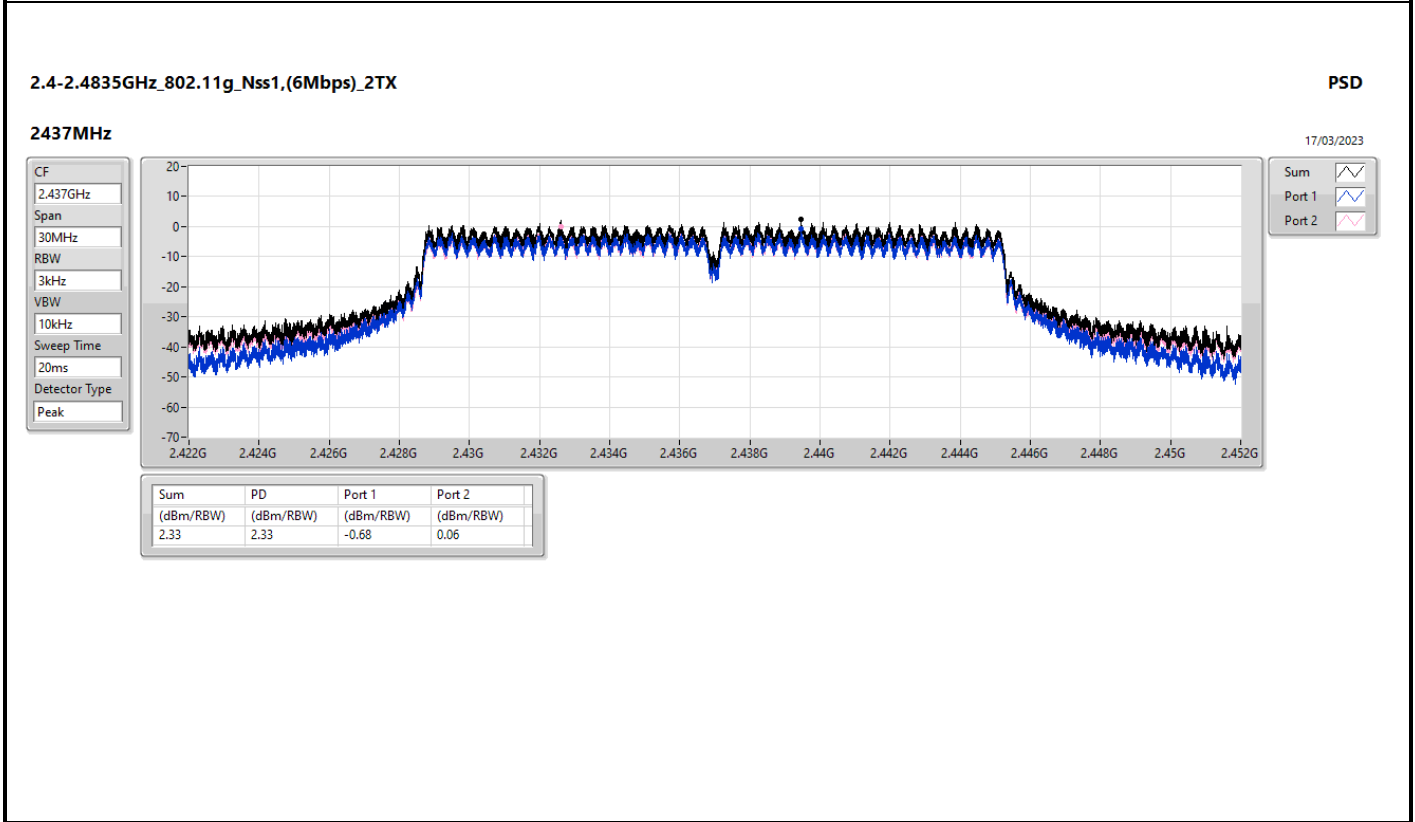 2.4-2.4835GHz_802.11g_Nss1,(6Mbps)_2TX
PSD
2437MHz
17/03/2023
CF
2.437GHz
Span
30MHz
RBW
3kHz
VBW
10kHz
Sweep Time
20ms
Detector Type
Peak
20
10
0
-10
-20
-30
-40
-50
-60
-70
2.422G 2.424G 2.426G 2.428G 2.43G 2.432G 2.434G 2.436G 2.438G 2.44G 2.442G 2.444G 2.446G 2.448G 2.45G 2.452G
Sum
Port 1
Port 2
Sum PD Port 1 Port 2
(dBm/RBW) (dBm/RBW) (dBm/RBW) (dBm/RBW)
2.33 2.33 -0.68 0.06